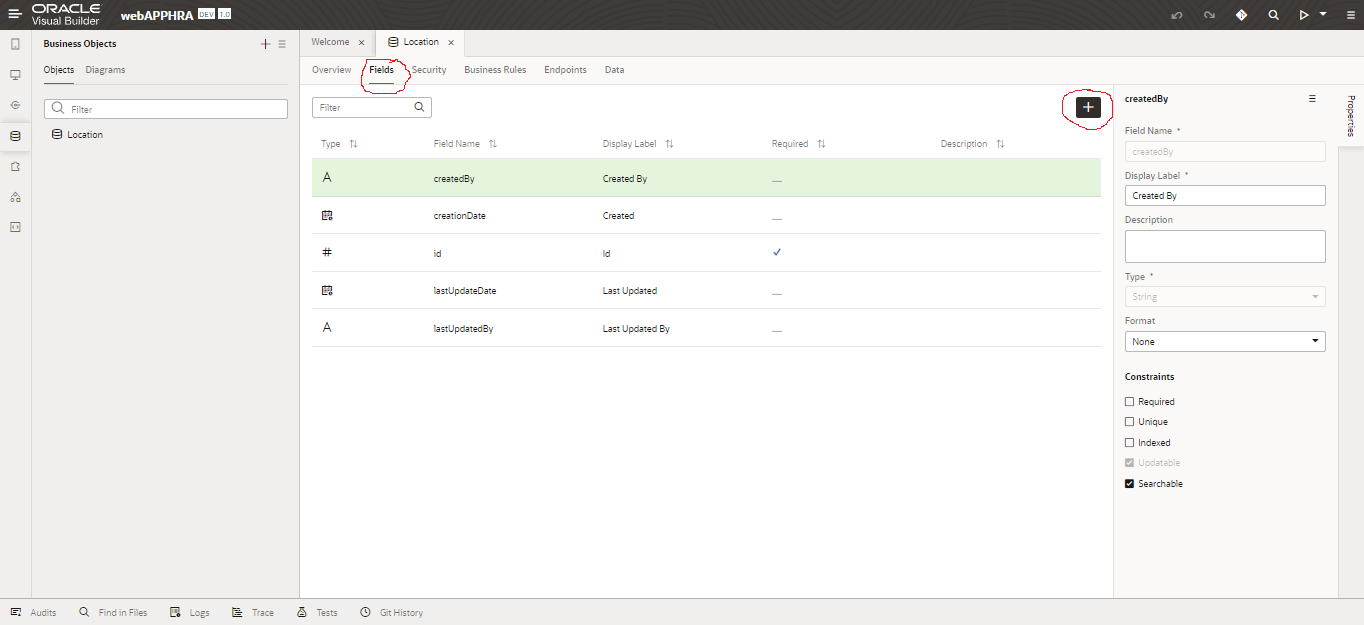 ORACLE
Visual Builder
webAPPHRA DEV 1.0
Business Objects
Objects Diagrams
Filter
Location
Welcome Location
Overview Fields Security Business Rules Endpoints Data
Filter
Type Field Name Display Label Required Description
A createdBy Created By
creationDate Created
# id Id
lastUpdateDate Last Updated
A lastUpdatedBy Last Updated By
createdBy
Field Name *
createdBy
Display Label *
Created By
Description
Type *
String
Format
None
Constraints
Required
Unique
Indexed
Updatable
Searchable
Properties
Audits Find in Files Logs Trace Tests Git History